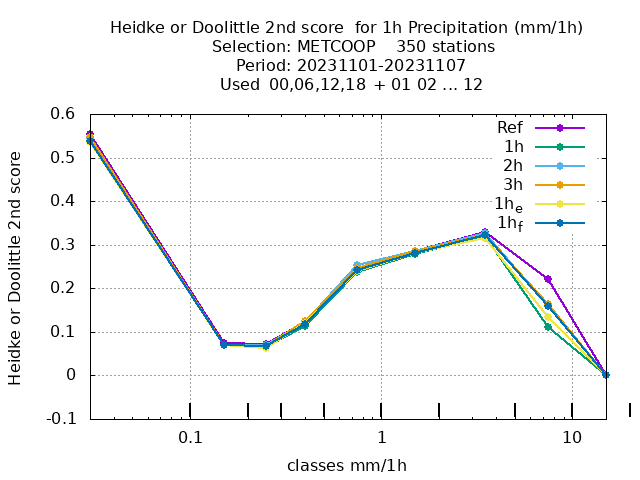 Heidke or Doolittle 2nd score  for 1h Precipitation (mm/1h)
Selection: METCOOP    350 stations
Period: 20231101-20231107
Used  00,06,12,18  + 01 02 ... 12
Heidke or Doolittle 2nd score
0.6
0.5
0.4
0.3
0.2
0.1
0
-0.1
Ref
1h
2h
3h
1h_e
1h_f
0.1
1
10
classes mm/1h